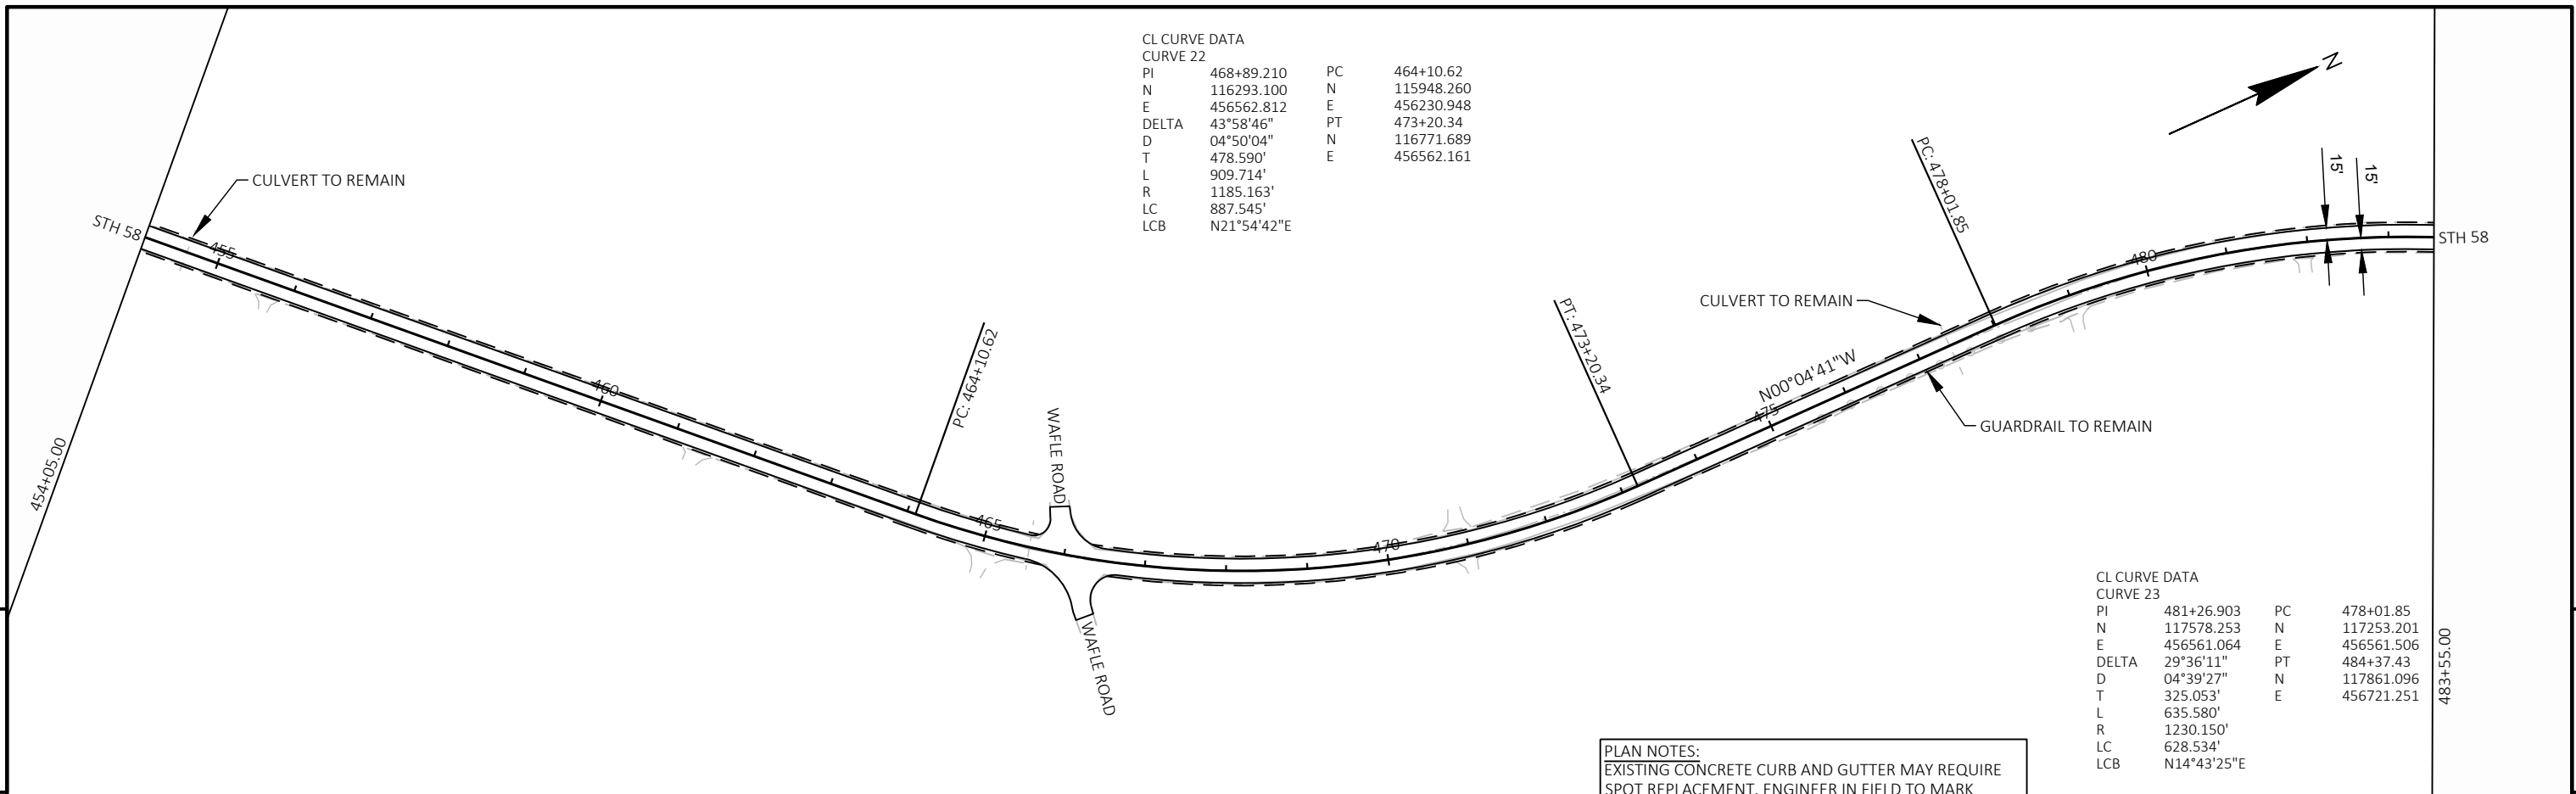 CL CURVE DATA
CURVE 22
PI 468+89.210 PC 464+10.62
N 116293.100 N 115948.260
E 456562.812 E 456230.948
DELTA 43°58'46" PT 473+20.34
D 04°50'04" N 116771.689
T 478.590' E 456562.161
L 909.714'
R 1185.163'
LC 887.545'
LCB N21°54'42"E
N
CULVERT TO REMAIN
STH 58
455
454+05.00
460
PC: 464+10.62
465
WAFLE ROAD
WAFLE ROAD
470
PT: 473+20.34
475
N00°04'41"W
CULVERT TO REMAIN
GUARDRAIL TO REMAIN
PC: 478+01.85
480
15'
15'
STH 58
483+55.00
CL CURVE DATA
CURVE 23
PI 481+26.903 PC 478+01.85
N 117578.253 N 117253.201
E 456561.064 E 456561.506
DELTA 29°36'11" PT 484+37.43
D 04°39'27" N 117861.096
T 325.053' E 456721.251
L 635.580'
R 1230.150'
LC 628.534'
LCB N14°43'25"E
PLAN NOTES:
EXISTING CONCRETE CURB AND GUTTER MAY REQUIRE
SPOT REPLACEMENT. ENGINEER IN FIELD TO MARK